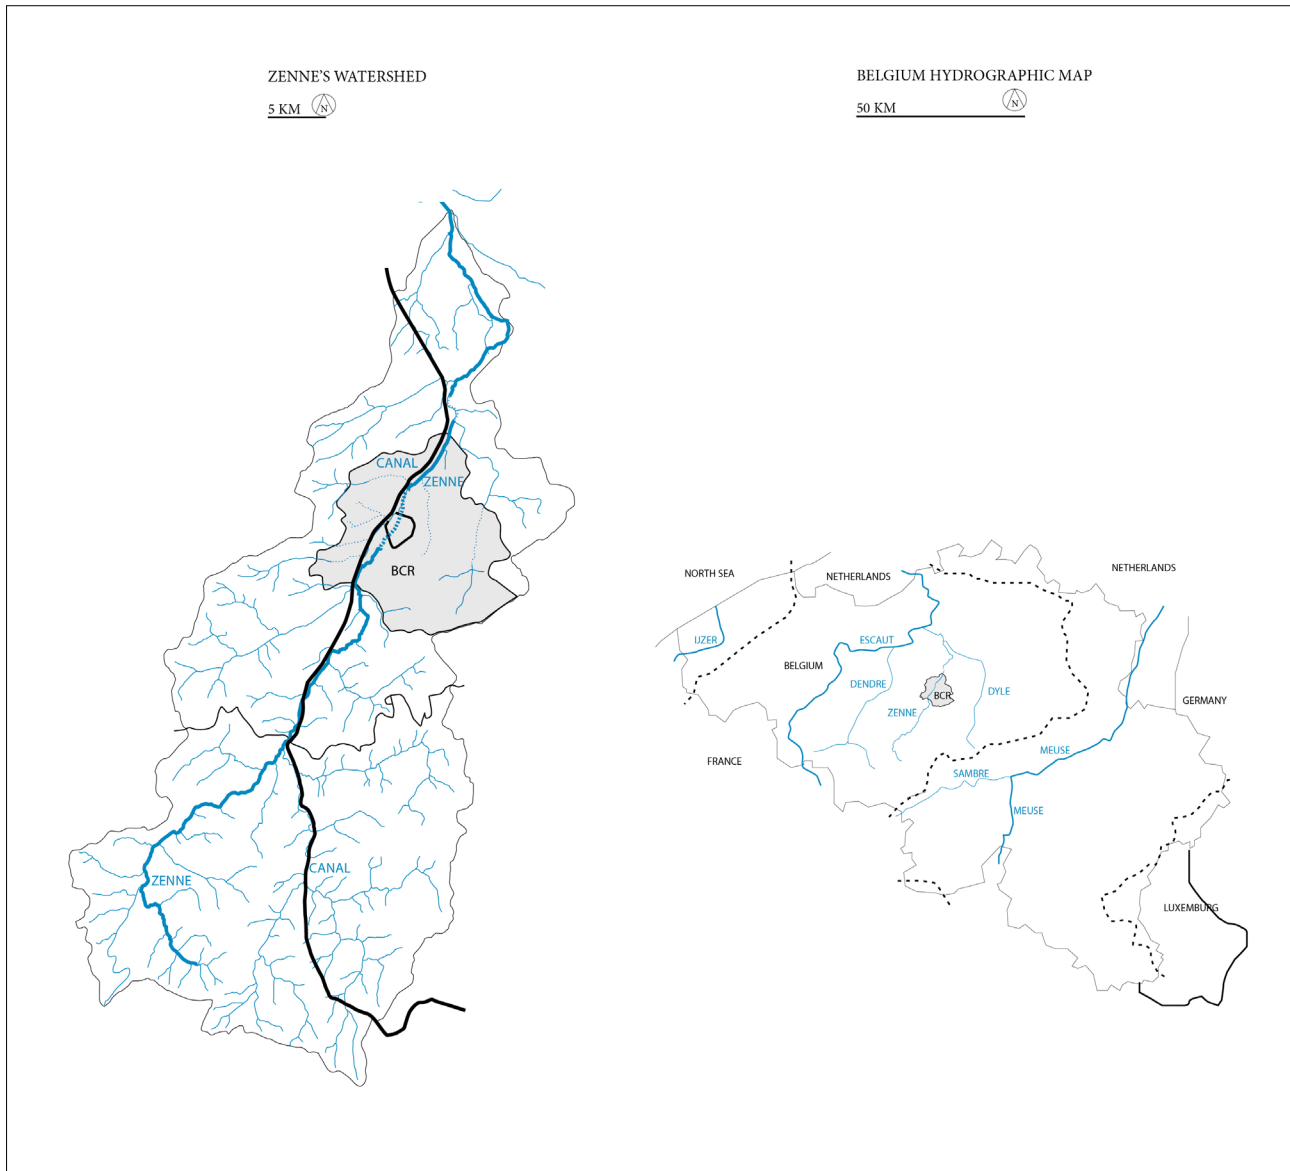 ZENNE'S WATERSHED
5 KM
N
CANAL
ZENNE
BCR
ZENNE
CANAL
BELGIUM HYDROGRAPHIC MAP
50 KM
N
NORTH SEA
NETHERLANDS
NETHERLANDS
IJZER
ESCAUT
BELGIUM
DENDRE
DYLE
BCR
ZENNE
GERMANY
FRANCE
MEUSE
SAMBRE
MEUSE
LUXEMBURG